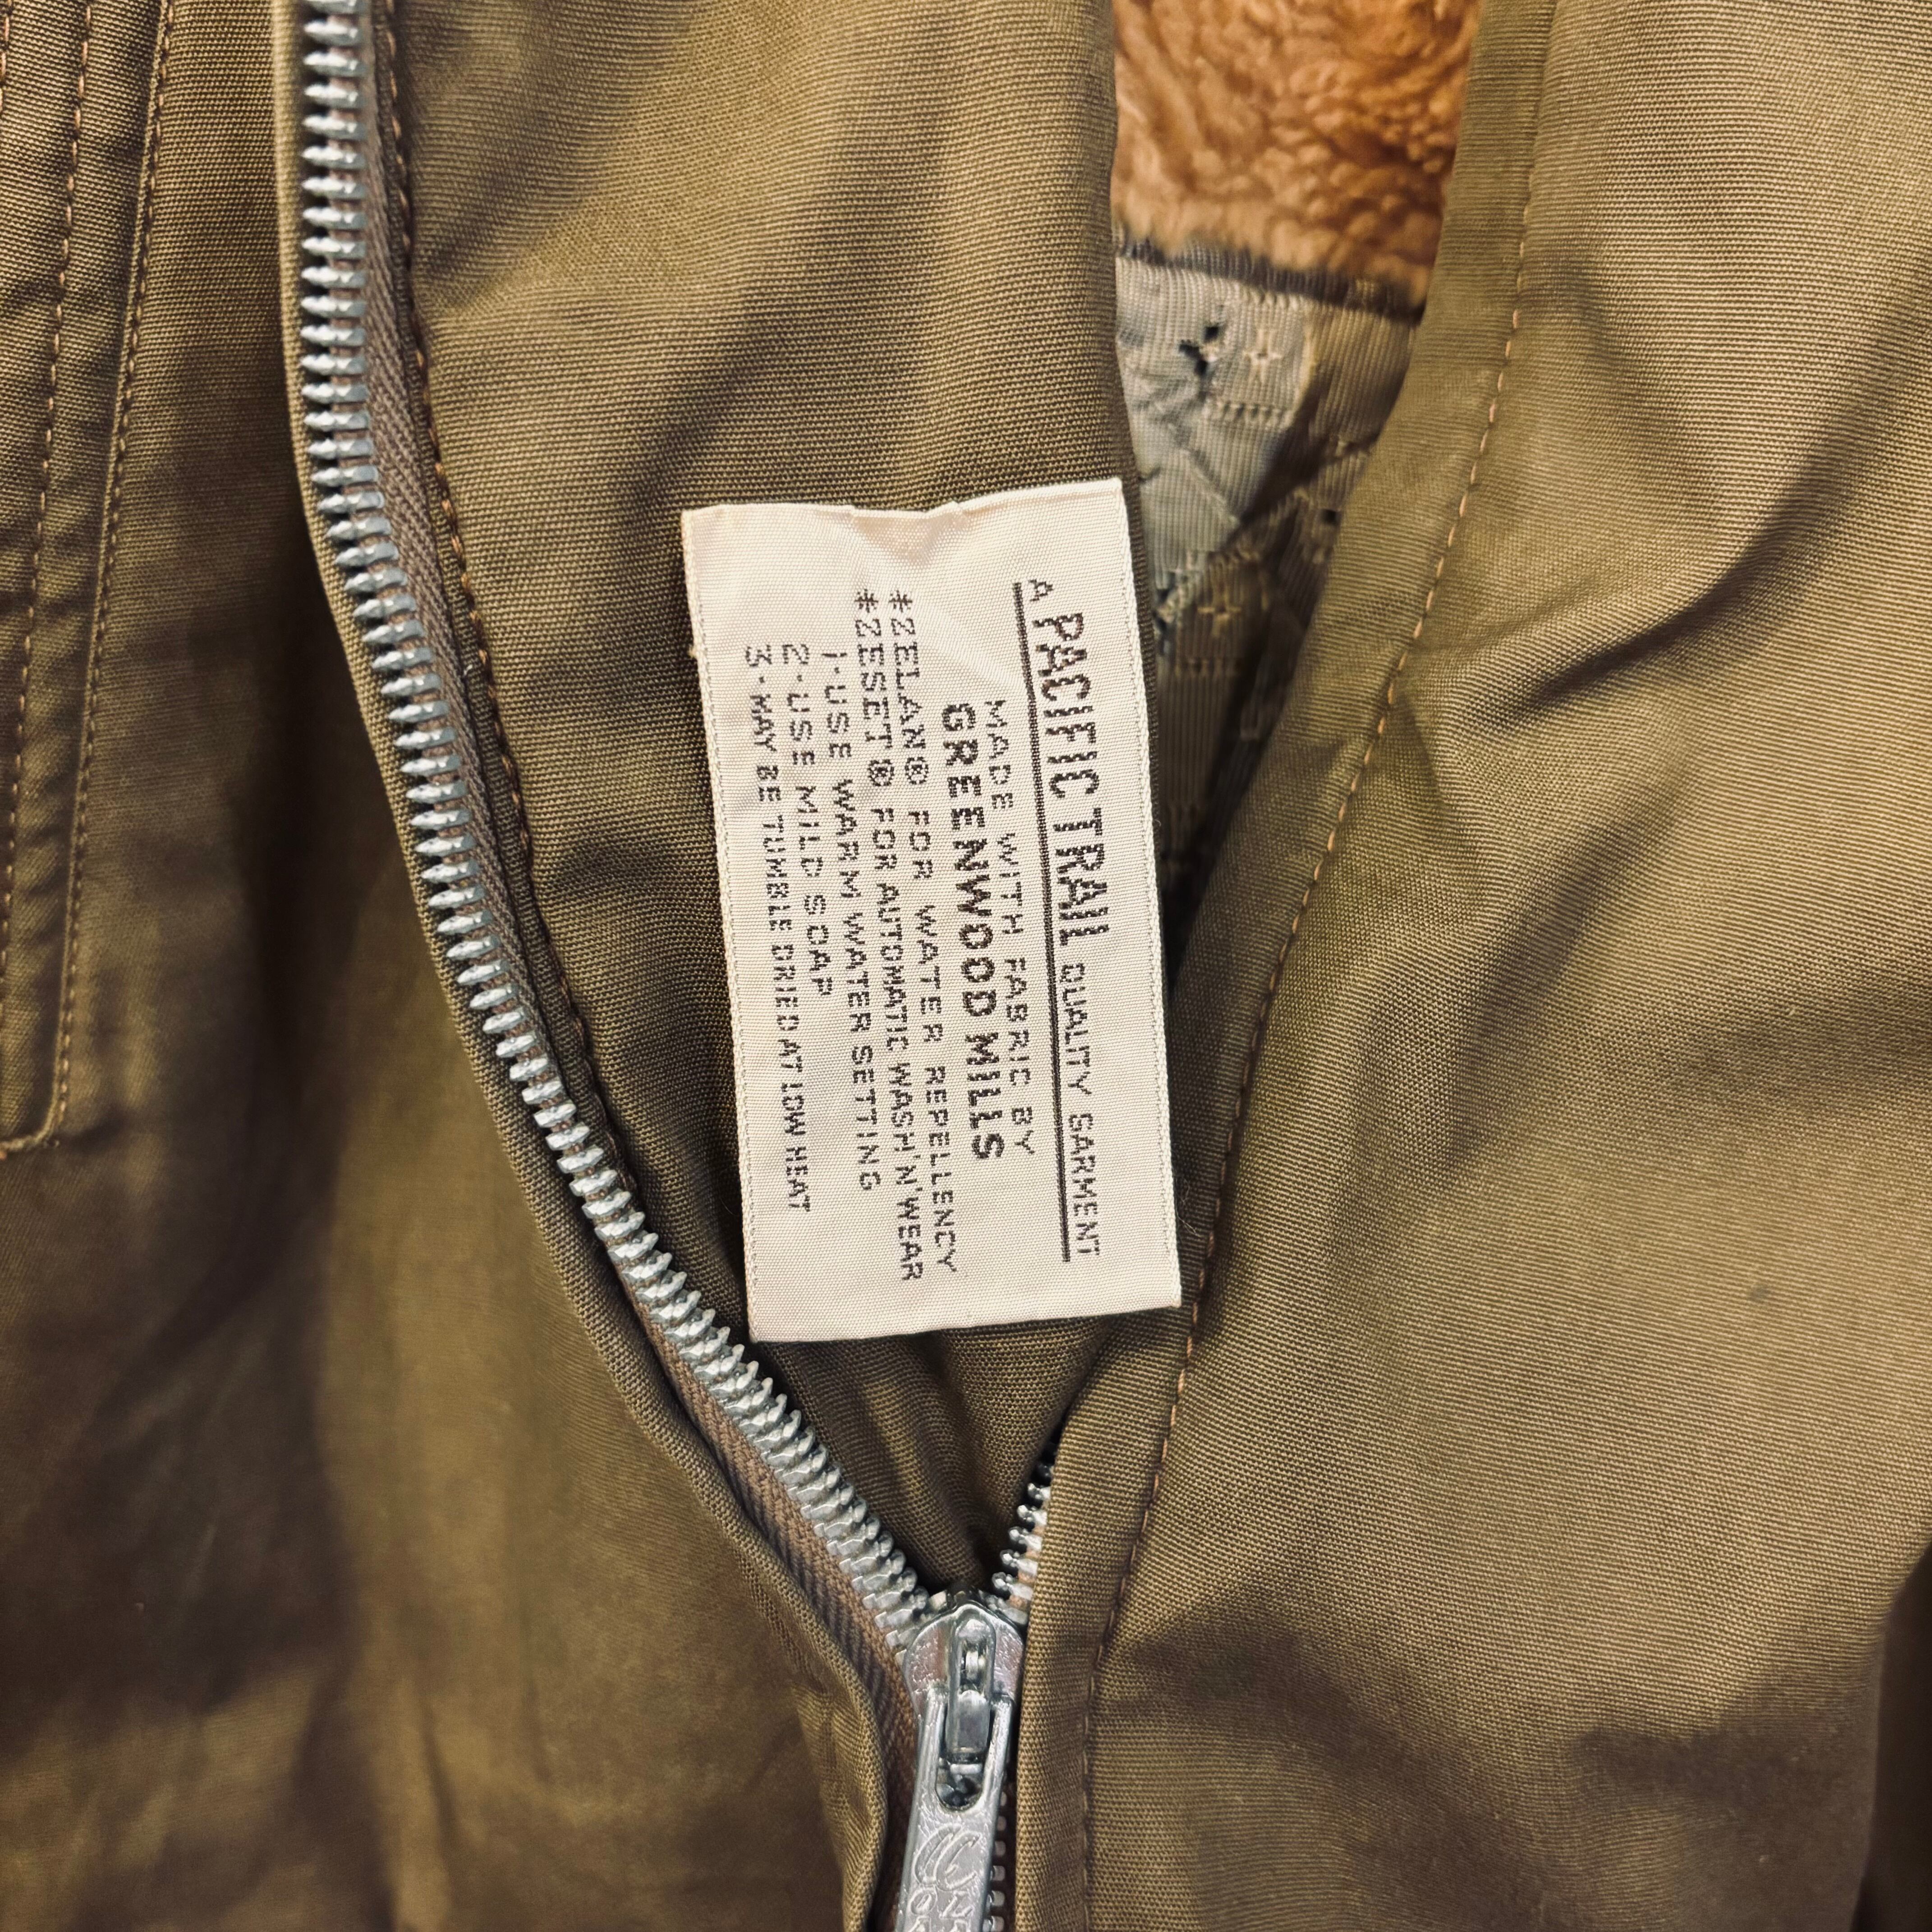 A PACIFIC TRAIL QUALITY GARMENT
MADE WITH FABRIC BY
GREENWOOD MILLS
*ZELAN® FOR WATER REPELLENCY
*ZESET® FOR AUTOMATIC WASH'N'WEAR
1-USE WARM WATER SETTING
2-USE MILD SOAP
3-MAY BE TUMBLE DRIED AT LOW HEAT